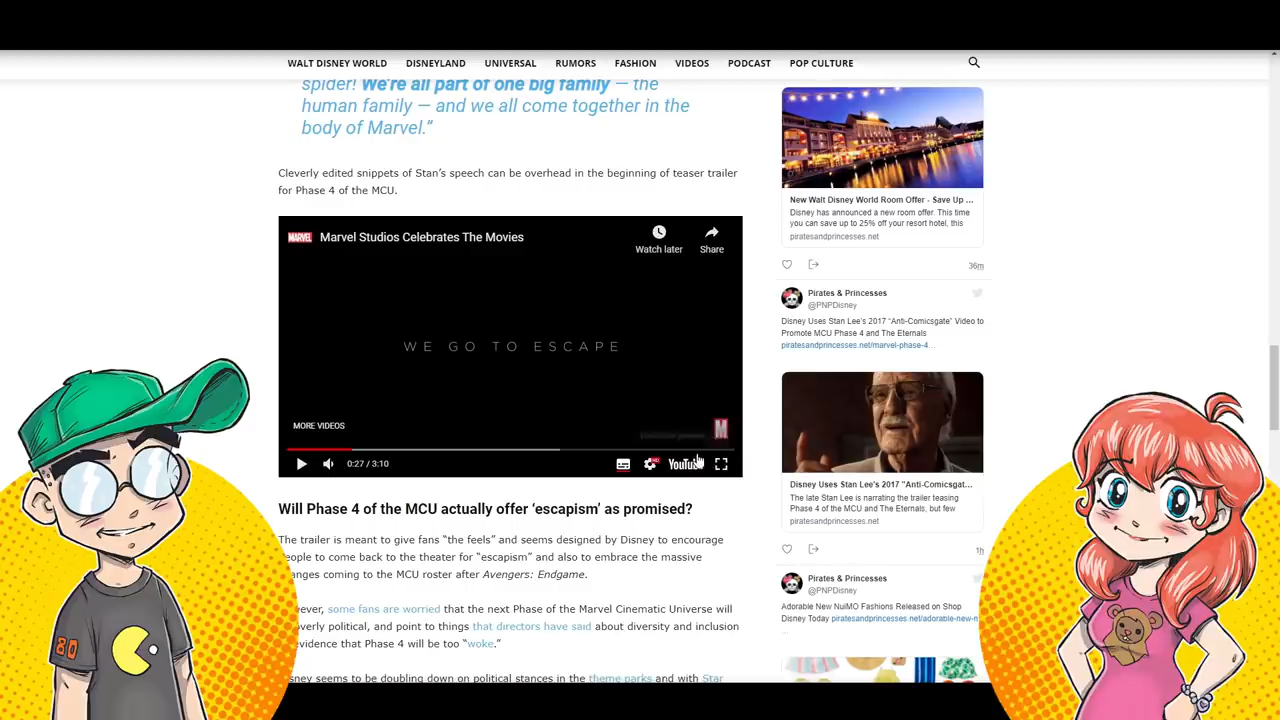 WALT DISNEY WORLD DISNEYLAND UNIVERSAL RUMORS FASHION VIDEOS PODCAST POP CULTURE
spider! We're all part of one big family — the
human family — and we all come together in the
body of Marvel.”
Cleverly edited snippets of Stan’s speech can be overhead in the beginning of teaser trailer
for Phase 4 of the MCU.
MARVEL Marvel Studios Celebrates The Movies
Watch later Share
WE GO TO ESCAPE
MORE VIDEOS
M
0:27 / 3:10
HD
YouTube
Will Phase 4 of the MCU actually offer ‘escapism’ as promised?
The trailer is meant to give fans “the feels” and seems designed by Disney to encourage
people to come back to the theater for “escapism” and also to embrace the massive
anges coming to the MCU roster after Avengers: Endgame.
wever, some fans are worried that the next Phase of the Marvel Cinematic Universe will
overly political, and point to things that directors have said about diversity and inclusion
evidence that Phase 4 will be too “woke.”
sney seems to be doubling down on political stances in the theme parks and with Star
New Walt Disney World Room Offer - Save Up ...
Disney has announced a new room offer. This time
you can save up to 25% off your resort hotel, this
piratesandprincesses.net
36m
Pirates & Princesses
@PNPDisney
Disney Uses Stan Lee's 2017 “Anti-Comicsgate” Video to
Promote MCU Phase 4 and The Eternals
piratesandprincesses.net/marvel-phase-4...
Disney Uses Stan Lee's 2017 "Anti-Comicsgat...
The late Stan Lee is narrating the trailer teasing
Phase 4 of the MCU and The Eternals, but few
piratesandprincesses.net
1h
Pirates & Princesses
@PNPDisney
Adorable New NuiMO Fashions Released on Shop
Disney Today piratesandprincesses.net/adorable-new-n
...
80